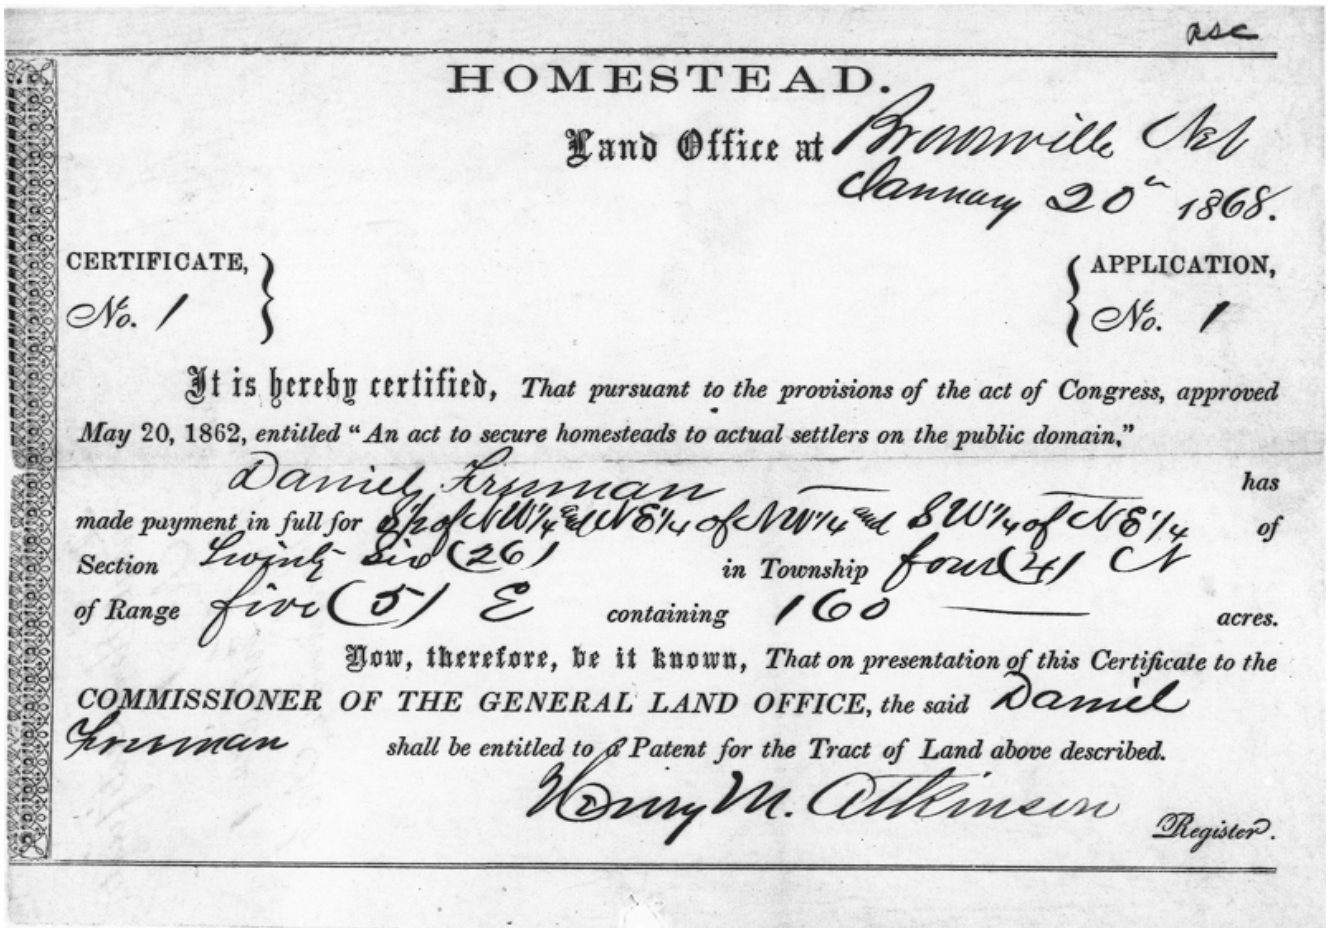 asc
HOMESTEAD.
Land Office at Brownville Neb
January 20th 1868.
CERTIFICATE, APPLICATION,
No. 1 No. 1
It is hereby certified, That pursuant to the provisions of the act of Congress, approved
May 20, 1862, entitled “An act to secure homesteads to actual settlers on the public domain,”
Daniel Freeman has
made payment in full for S½ of NW¼ and NE¼ of NW¼ and SW¼ of NE¼ of
Section Twenty Six (26) in Township four (4) N
of Range five (5) E containing 160 acres.
Now, therefore, be it known, That on presentation of this Certificate to the
COMMISSIONER OF THE GENERAL LAND OFFICE, the said Daniel
Freeman shall be entitled to a Patent for the Tract of Land above described.
Henry M. Atkinson
Register.